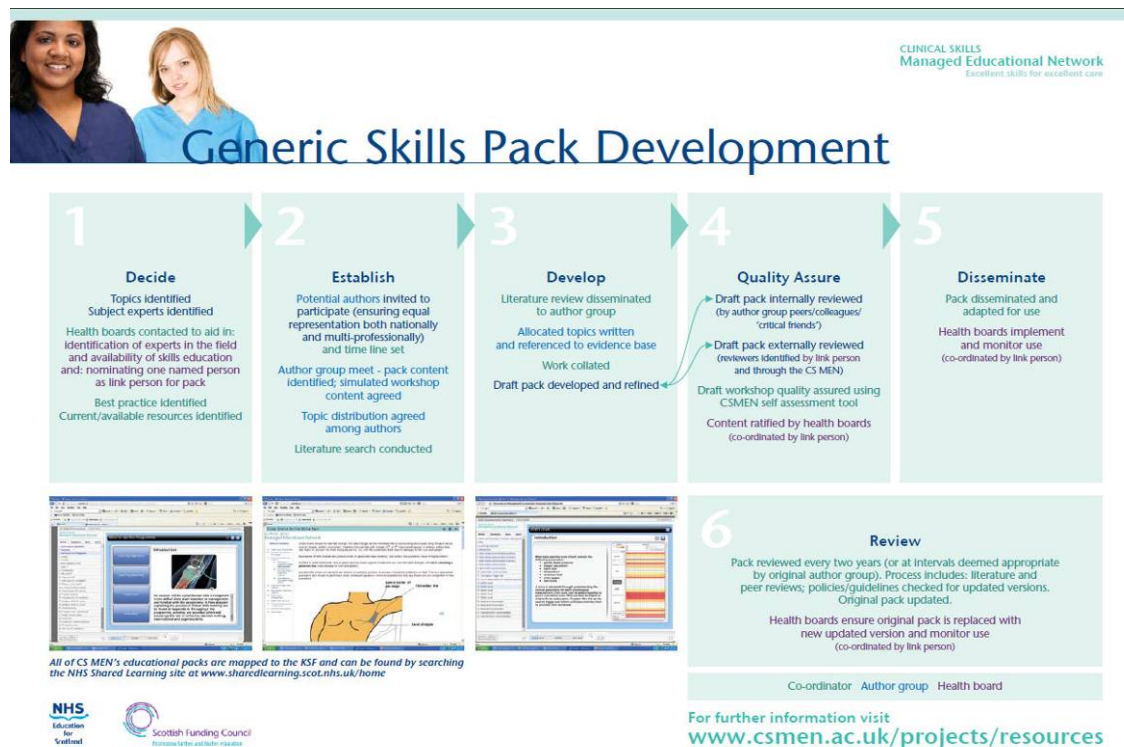 CLINICAL SKILLS
Managed Educational Network
Excellent skills for excellent care
Generic Skills Pack Development
1
Decide
Topics identified
Subject experts identified
Health boards contacted to aid in:
identification of experts in the field
and availability of skills education
and: nominating one named person
as link person for pack
Best practice identified
Current/available resources identified
2
Establish
Potential authors invited to
participate (ensuring equal
representation both nationally
and multi-professionally)
and time line set
Author group meet - pack content
identified; simulated workshop
content agreed
Topic distribution agreed
among authors
Literature search conducted
3
Develop
Literature review disseminated
to author group
Allocated topics written
and referenced to evidence base
Work collated
Draft pack developed and refined
4
Quality Assure
Draft pack internally reviewed
(by author group peers/colleagues/
"critical friends")
Draft pack externally reviewed
(reviewers identified by link person
and through the CS MEN)
Draft workshop quality assured using
CSMEN self assessment tool
Content ratified by health boards
(co-ordinated by link person)
5
Disseminate
Pack disseminated and
adapted for use
Health boards implement
and monitor use
(co-ordinated by link person)
Introduction
6
Review
Pack reviewed every two years (or at intervals deemed appropriate
by original author group). Process includes: literature and
peer reviews; policies/guidelines checked for updated versions.
Original pack updated.
Health boards ensure original pack is replaced with
new updated version and monitor use
(co-ordinated by link person)
All of CS MEN's educational packs are mapped to the KSF and can be found by searching
the NHS Shared Learning site at www.sharedlearning.scot.nhs.uk/home
Co-ordinator Author group Health board
NHS
Education
for
Scotland
Scottish Funding Council
Promoting further and higher education
For further information visit
www.csmen.ac.uk/projects/resources